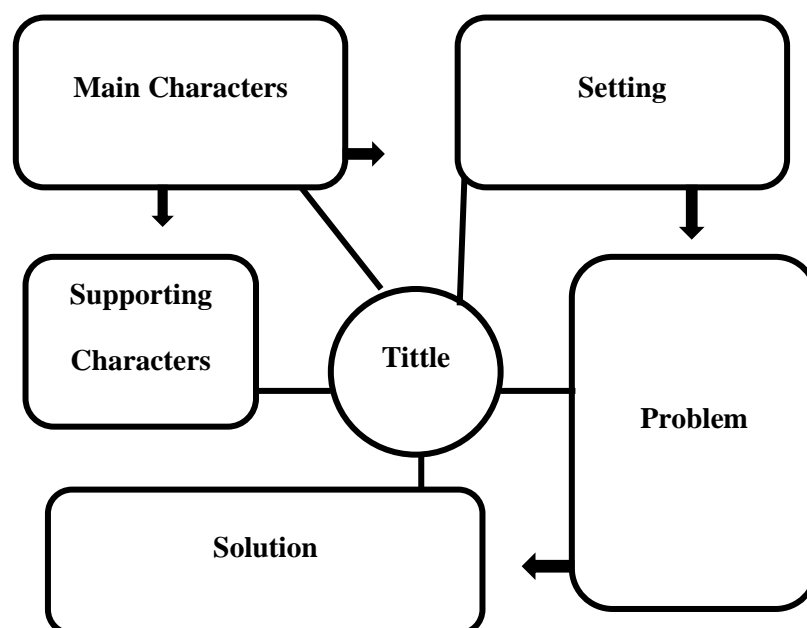 Main Characters
Setting
Supporting
Characters
Tittle
Problem
Solution